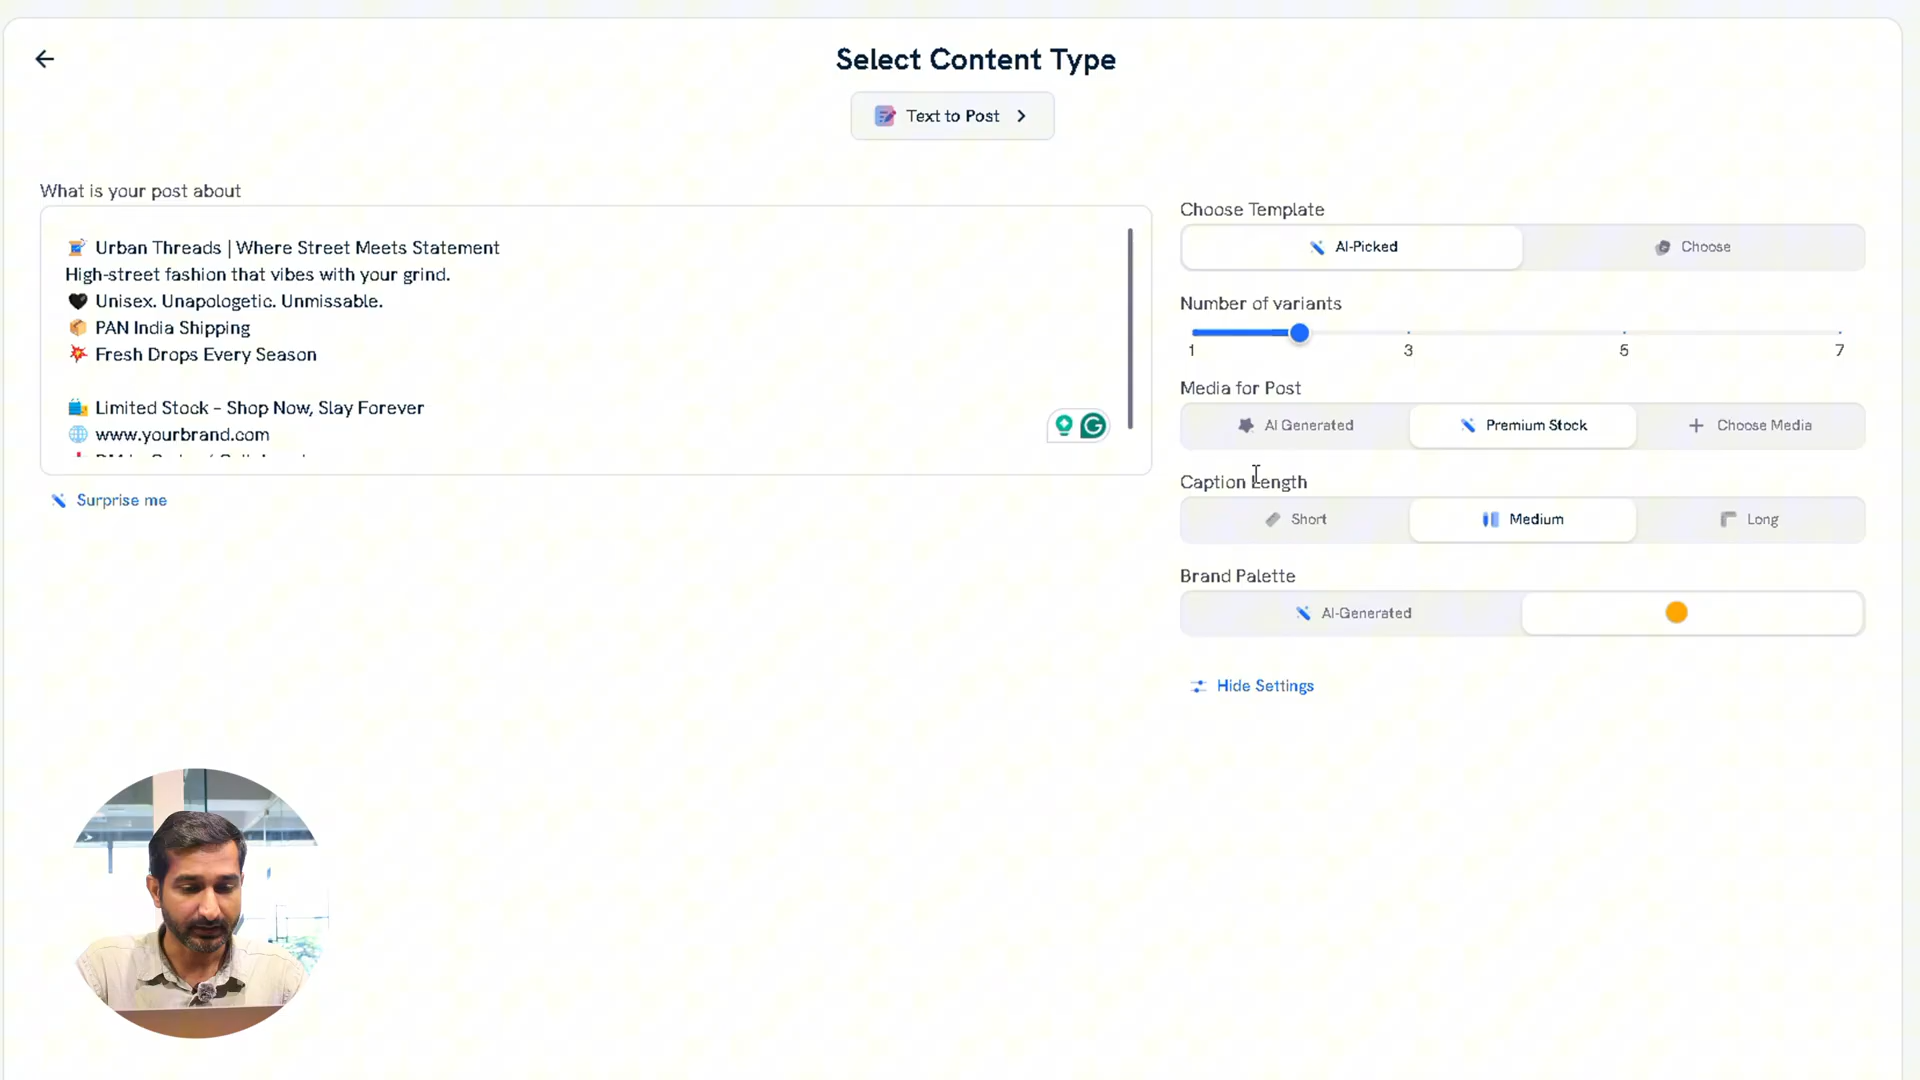 Select Content Type
Text to Post
What is your post about
Urban Threads | Where Street Meets Statement
High-street fashion that vibes with your grind.
🖤 Unisex. Unapologetic. Unmissable.
📦 PAN India Shipping
💥 Fresh Drops Every Season
🛍️ Limited Stock – Shop Now, Slay Forever
🌐 www.yourbrand.com
Surprise me
Choose Template
AI-Picked
Choose
Number of variants
1 3 5 7
Media for Post
AI Generated
Premium Stock
Choose Media
Caption Length
Short
Medium
Long
Brand Palette
AI-Generated
Hide Settings